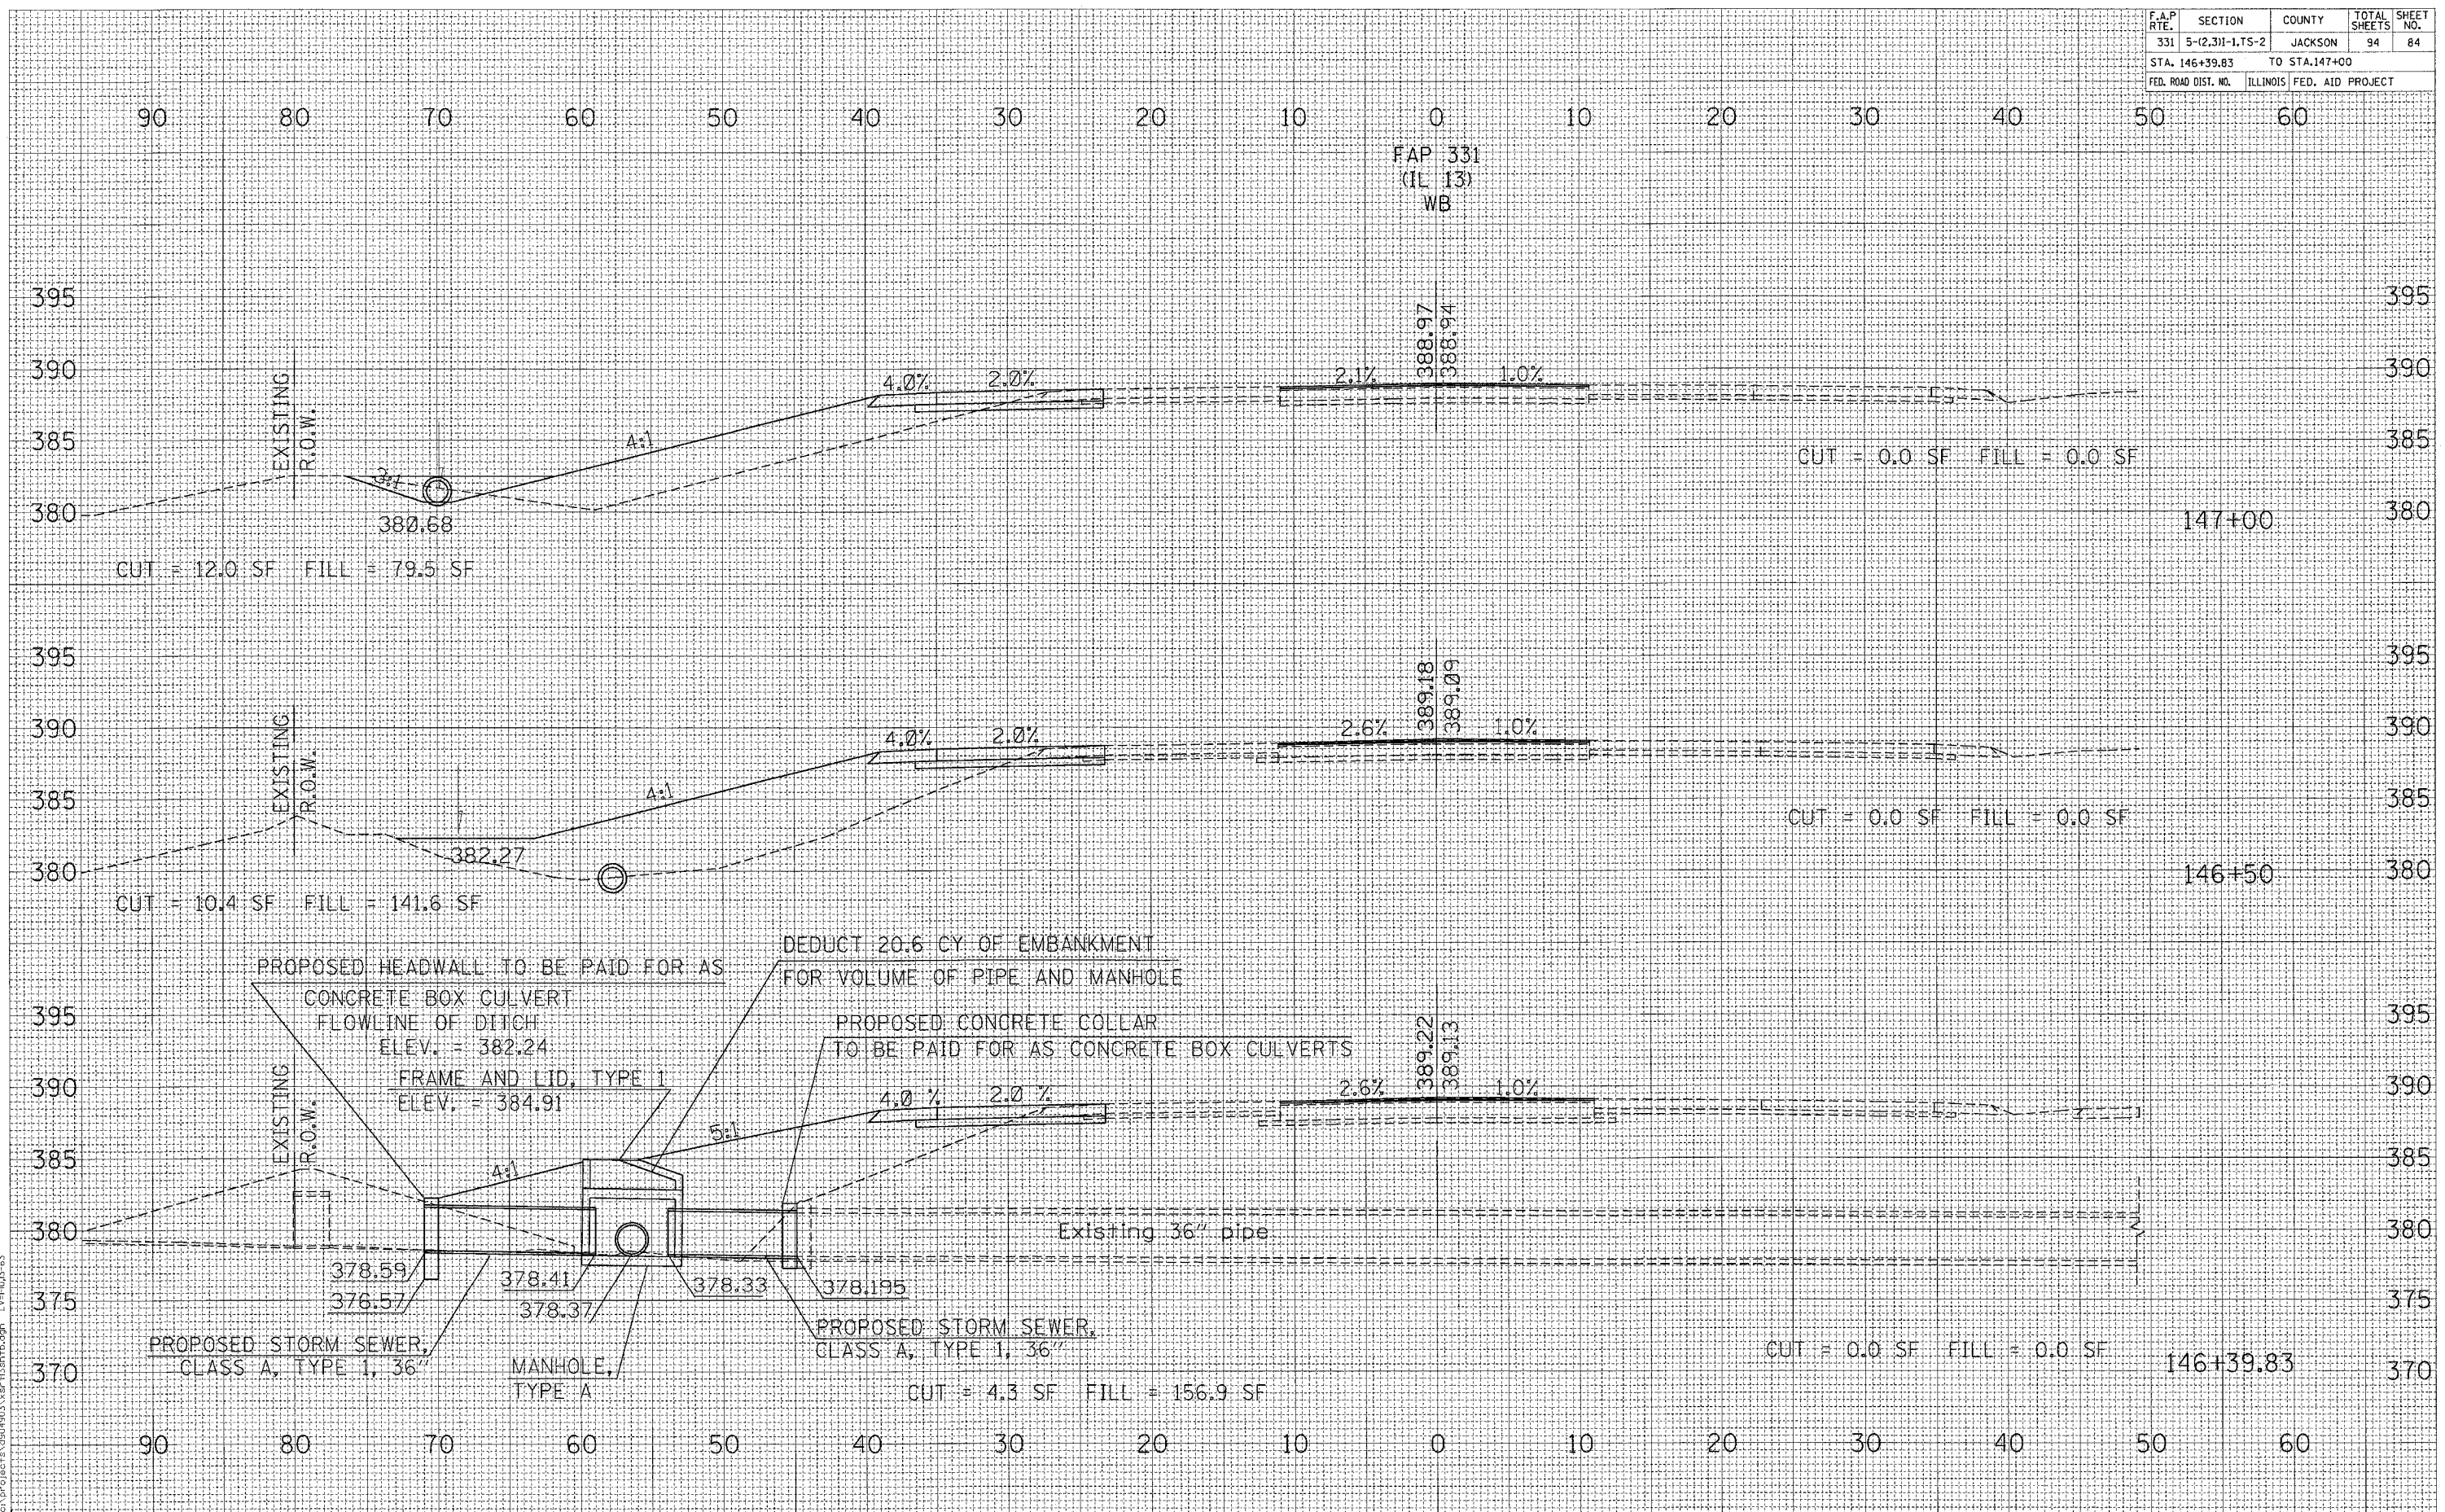 F.A.P RTE. SECTION COUNTY TOTAL SHEETS SHEET NO.
331 5-(2,3)I-1,TS-2 JACKSON 94 84
STA. 146+39.83 TO STA.147+00
FED. ROAD DIST. NO. ILLINOIS FED. AID PROJECT
90 80 70 60 50 40 30 20 10 0 10 20 30 40 50 60
FAP 331
(IL 13)
WB
395 388.97 388.94 395
390 390
EXISTING R.O.W. 4.0% 2.0% 2.1% 1.0%
385 4:1 385
CUT = 0.0 SF FILL = 0.0 SF
3:1
380 380.68 147+00 380
CUT = 12.0 SF FILL = 79.5 SF
395 389.18 389.09 395
390 390
EXISTING R.O.W. 4.0% 2.0% 2.6% 1.0%
385 4:1 385
CUT = 0.0 SF FILL = 0.0 SF
382.27
380 146+50 380
CUT = 10.4 SF FILL = 141.6 SF
DEDUCT 20.6 CY OF EMBANKMENT
FOR VOLUME OF PIPE AND MANHOLE
PROPOSED HEADWALL TO BE PAID FOR AS
CONCRETE BOX CULVERT
FLOWLINE OF DITCH
ELEV. = 382.24
395 389.22 389.13 395
PROPOSED CONCRETE COLLAR
TO BE PAID FOR AS CONCRETE BOX CULVERTS
FRAME AND LID, TYPE 1
ELEV. = 384.91
390 390
EXISTING R.O.W. 4.0 % 2.0 % 2.6% 1.0%
5:1
385 4:1 385
380 Existing 36" pipe 380
378.59 378.41 378.33 378.195
376.57 378.37
375 375
PROPOSED STORM SEWER,
CLASS A, TYPE 1, 36"
MANHOLE,
TYPE A
PROPOSED STORM SEWER,
CLASS A, TYPE 1, 36"
CUT = 0.0 SF FILL = 0.0 SF
370 146+39.83 370
CUT = 4.3 SF FILL = 156.9 SF
90 80 70 60 50 40 30 20 10 0 10 20 30 40 50 60